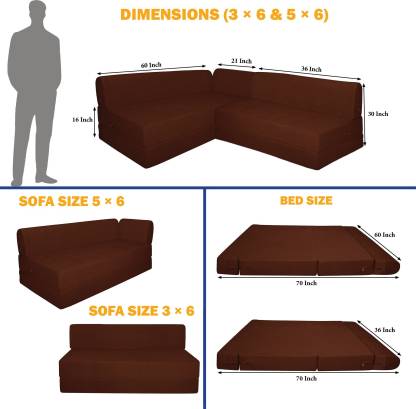 DIMENSIONS (3 × 6 & 5 × 6)
60 Inch
21 Inch
36 Inch
16 Inch
30 Inch
SOFA SIZE 5 × 6
SOFA SIZE 3 × 6
BED SIZE
60 Inch
70 Inch
36 Inch
70 Inch